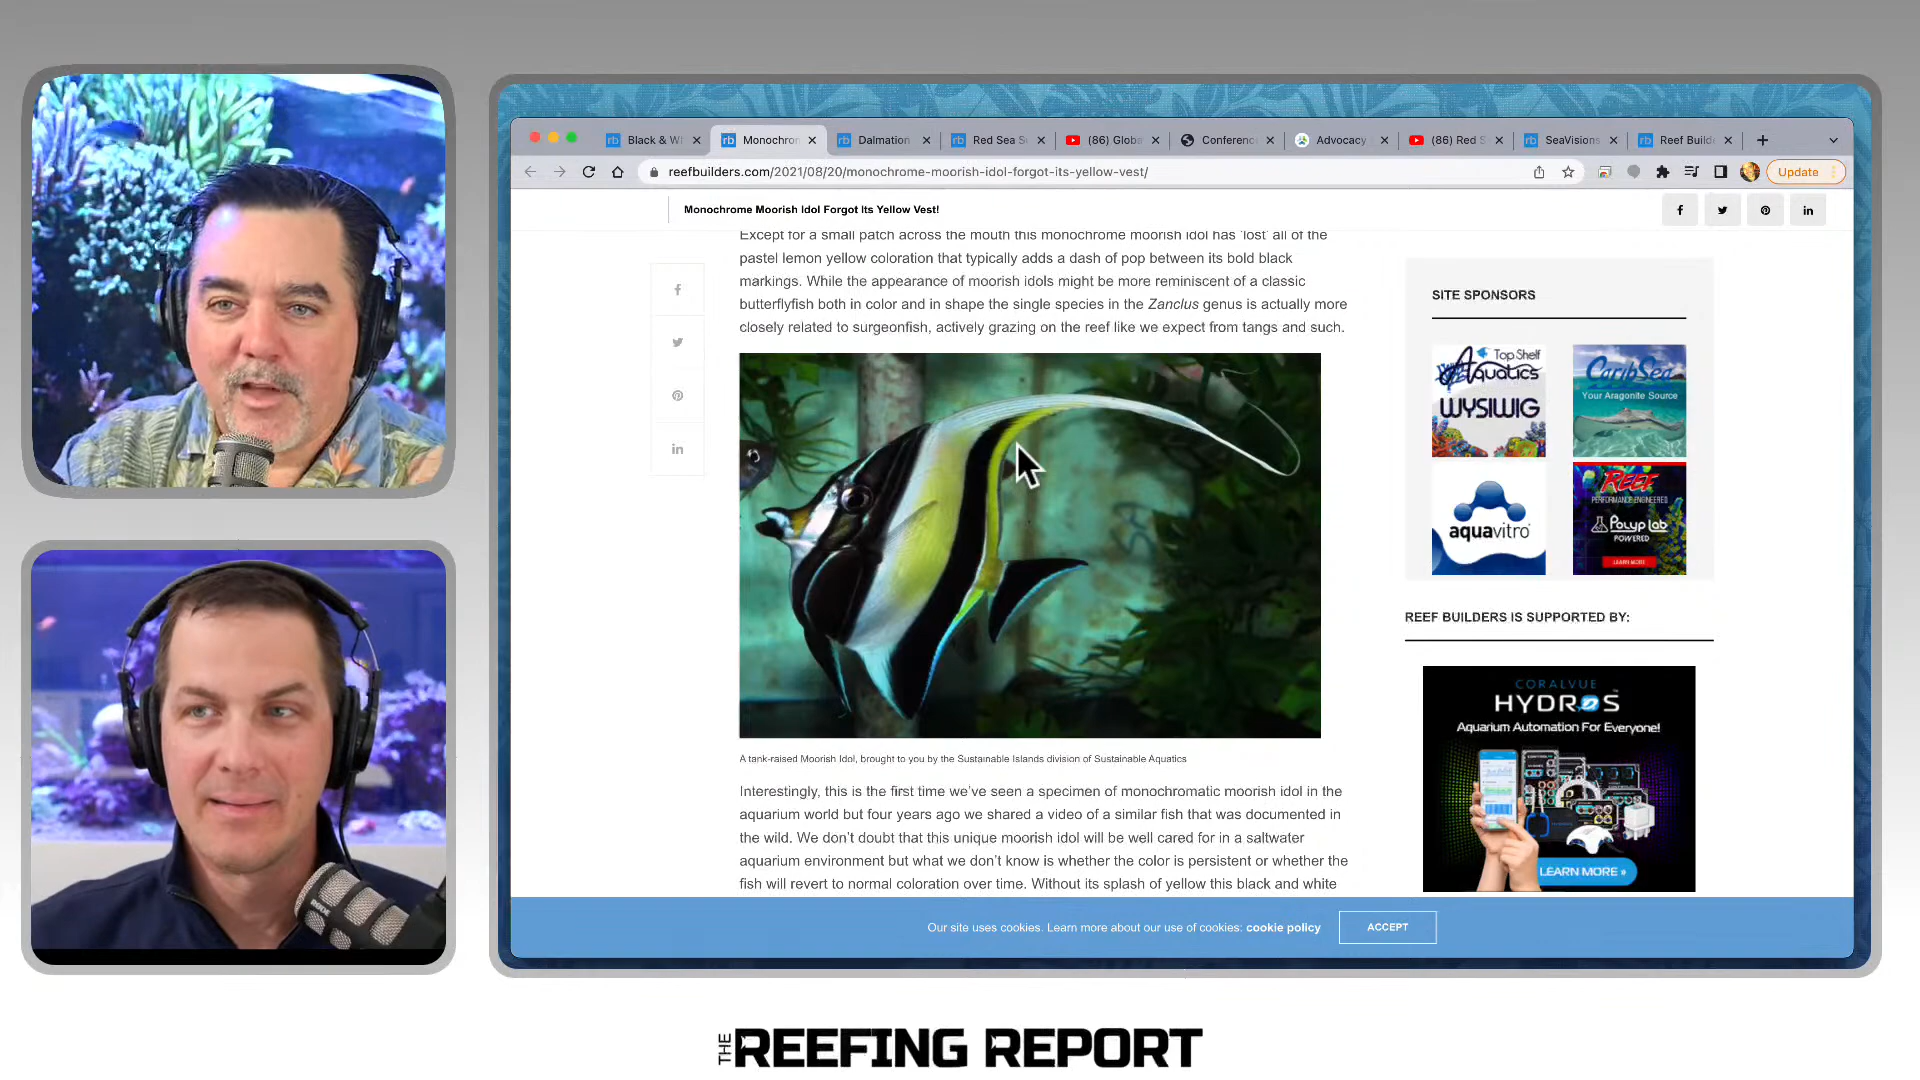 Black & W
Monochron
Dalmation
Red Sea S
(86) Globa
Conferenc
Advocacy
(86) Red S
SeaVisions
Reef Builde
reefbuilders.com/2021/08/20/monochrome-moorish-idol-forgot-its-yellow-vest/
Update
Monochrome Moorish Idol Forgot Its Yellow Vest!
Except for a small patch across the mouth this monochrome moorish idol has 'lost' all of the
pastel lemon yellow coloration that typically adds a dash of pop between its bold black
markings. While the appearance of moorish idols might be more reminiscent of a classic
butterflyfish both in color and in shape the single species in the Zanclus genus is actually more
closely related to surgeonfish, actively grazing on the reef like we expect from tangs and such.
A tank-raised Moorish Idol, brought to you by the Sustainable Islands division of Sustainable Aquatics
Interestingly, this is the first time we've seen a specimen of monochromatic moorish idol in the
aquarium world but four years ago we shared a video of a similar fish that was documented in
the wild. We don't doubt that this unique moorish idol will be well cared for in a saltwater
aquarium environment but what we don't know is whether the color is persistent or whether the
fish will revert to normal coloration over time. Without its splash of yellow this black and white
SITE SPONSORS
Top Shelf
Aquatics
WYSIWIG
CaribSea
Your Aragonite Source
aquavitro
REEF
PERFORMANCE ENGINEERED
Polyp Lab
POWERED
LEARN MORE
REEF BUILDERS IS SUPPORTED BY:
CORALVUE
HYDROS
Aquarium Automation For Everyone!
LEARN MORE »
Our site uses cookies. Learn more about our use of cookies: cookie policy
ACCEPT
RØDE
THE REEFING REPORT